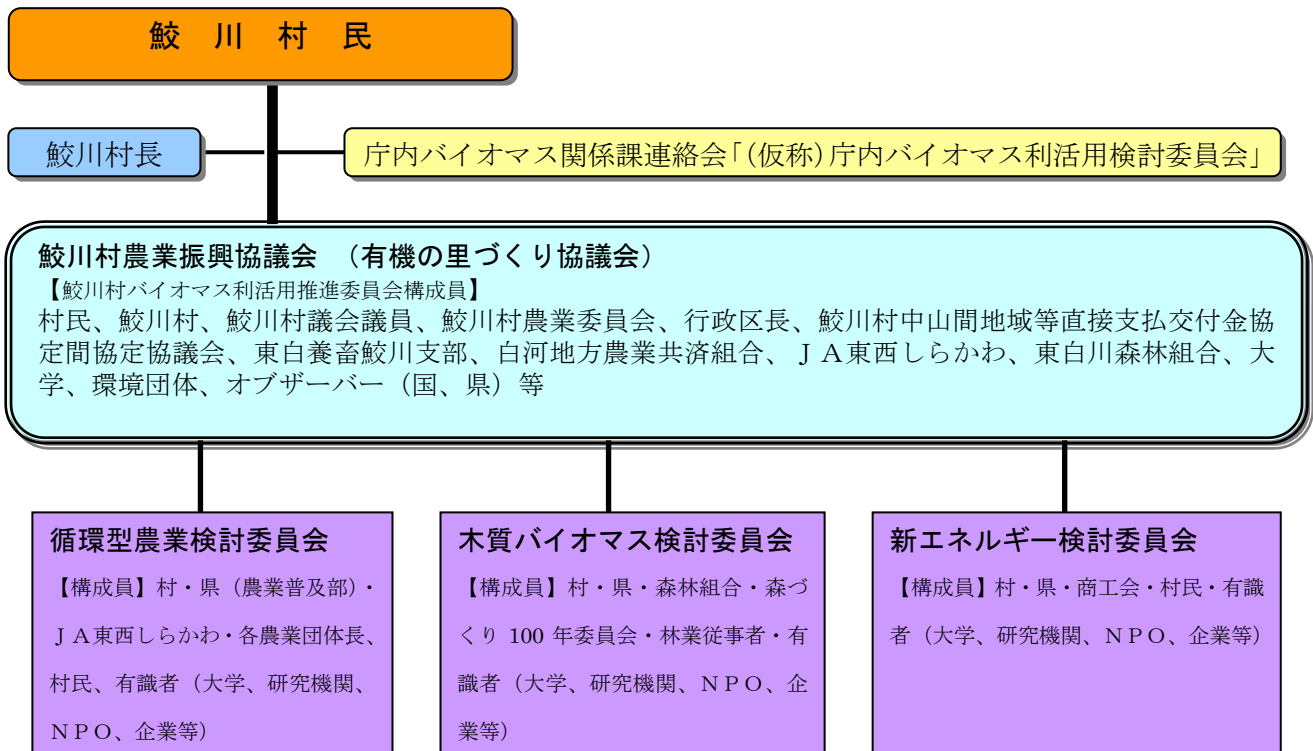 鮫　川　村　民
鮫川村長
庁内バイオマス関係課連絡会「（仮称）庁内バイオマス利活用検討委員会」
鮫川村農業振興協議会　（有機の里づくり協議会）
【鮫川村バイオマス利活用推進委員会構成員】
村民、鮫川村、鮫川村議会議員、鮫川村農業委員会、行政区長、鮫川村中山間地域等直接支払交付金協
定間協定協議会、東白養畜鮫川支部、白河地方農業共済組合、ＪＡ東西しらかわ、東白川森林組合、大
学、環境団体、オブザーバー（国、県）等
循環型農業検討委員会
【構成員】村・県（農業普及部）・
ＪＡ東西しらかわ・各農業団体長、
村民、有識者（大学、研究機関、
ＮＰＯ、企業等）
木質バイオマス検討委員会
【構成員】村・県・森林組合・森づ
くり 100 年委員会・林業従事者・有
識者（大学、研究機関、ＮＰＯ、企
業等）
新エネルギー検討委員会
【構成員】村・県・商工会・村民・有識
者（大学、研究機関、ＮＰＯ、企業等）